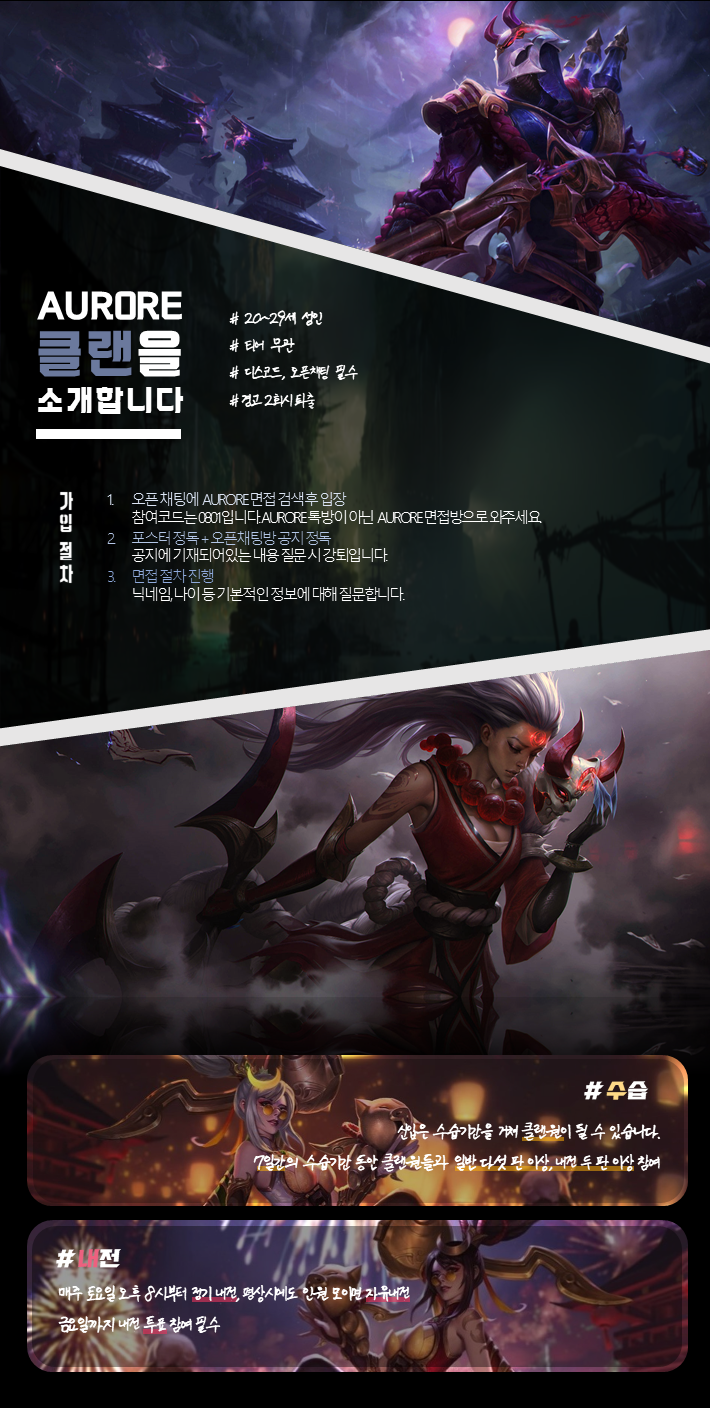 AURORE
클랜을
소개합니다
# 20~29세 성인
# 티어 무관
# 디스코드, 오픈채팅 필수
# 경고 2회시 퇴출
가입 절차
1. 오픈 채팅에 AURORE 면접 검색 후 입장
참여코드는 0801입니다. AURORE 톡방이 아닌 AURORE 면접방으로 와주세요.
2. 포스터 정독 + 오픈채팅방 공지 정독
공지에 기재되어있는 내용 질문 시 강퇴입니다.
3. 면접 절차 진행
닉네임, 나이 등 기본적인 정보에 대해 질문합니다.
# 수습
신입은 수습기간을 거쳐 클랜원이 될 수 있습니다.
7일간의 수습기간 동안 클랜원들과 일반 다섯 판 이상, 내전 두 판 이상 참여
# 내전
매주 토요일 오후 8시부터 정기 내전, 평상시에도 인원 모이면 자유내전
금요일까지 내전 투표 참여 필수